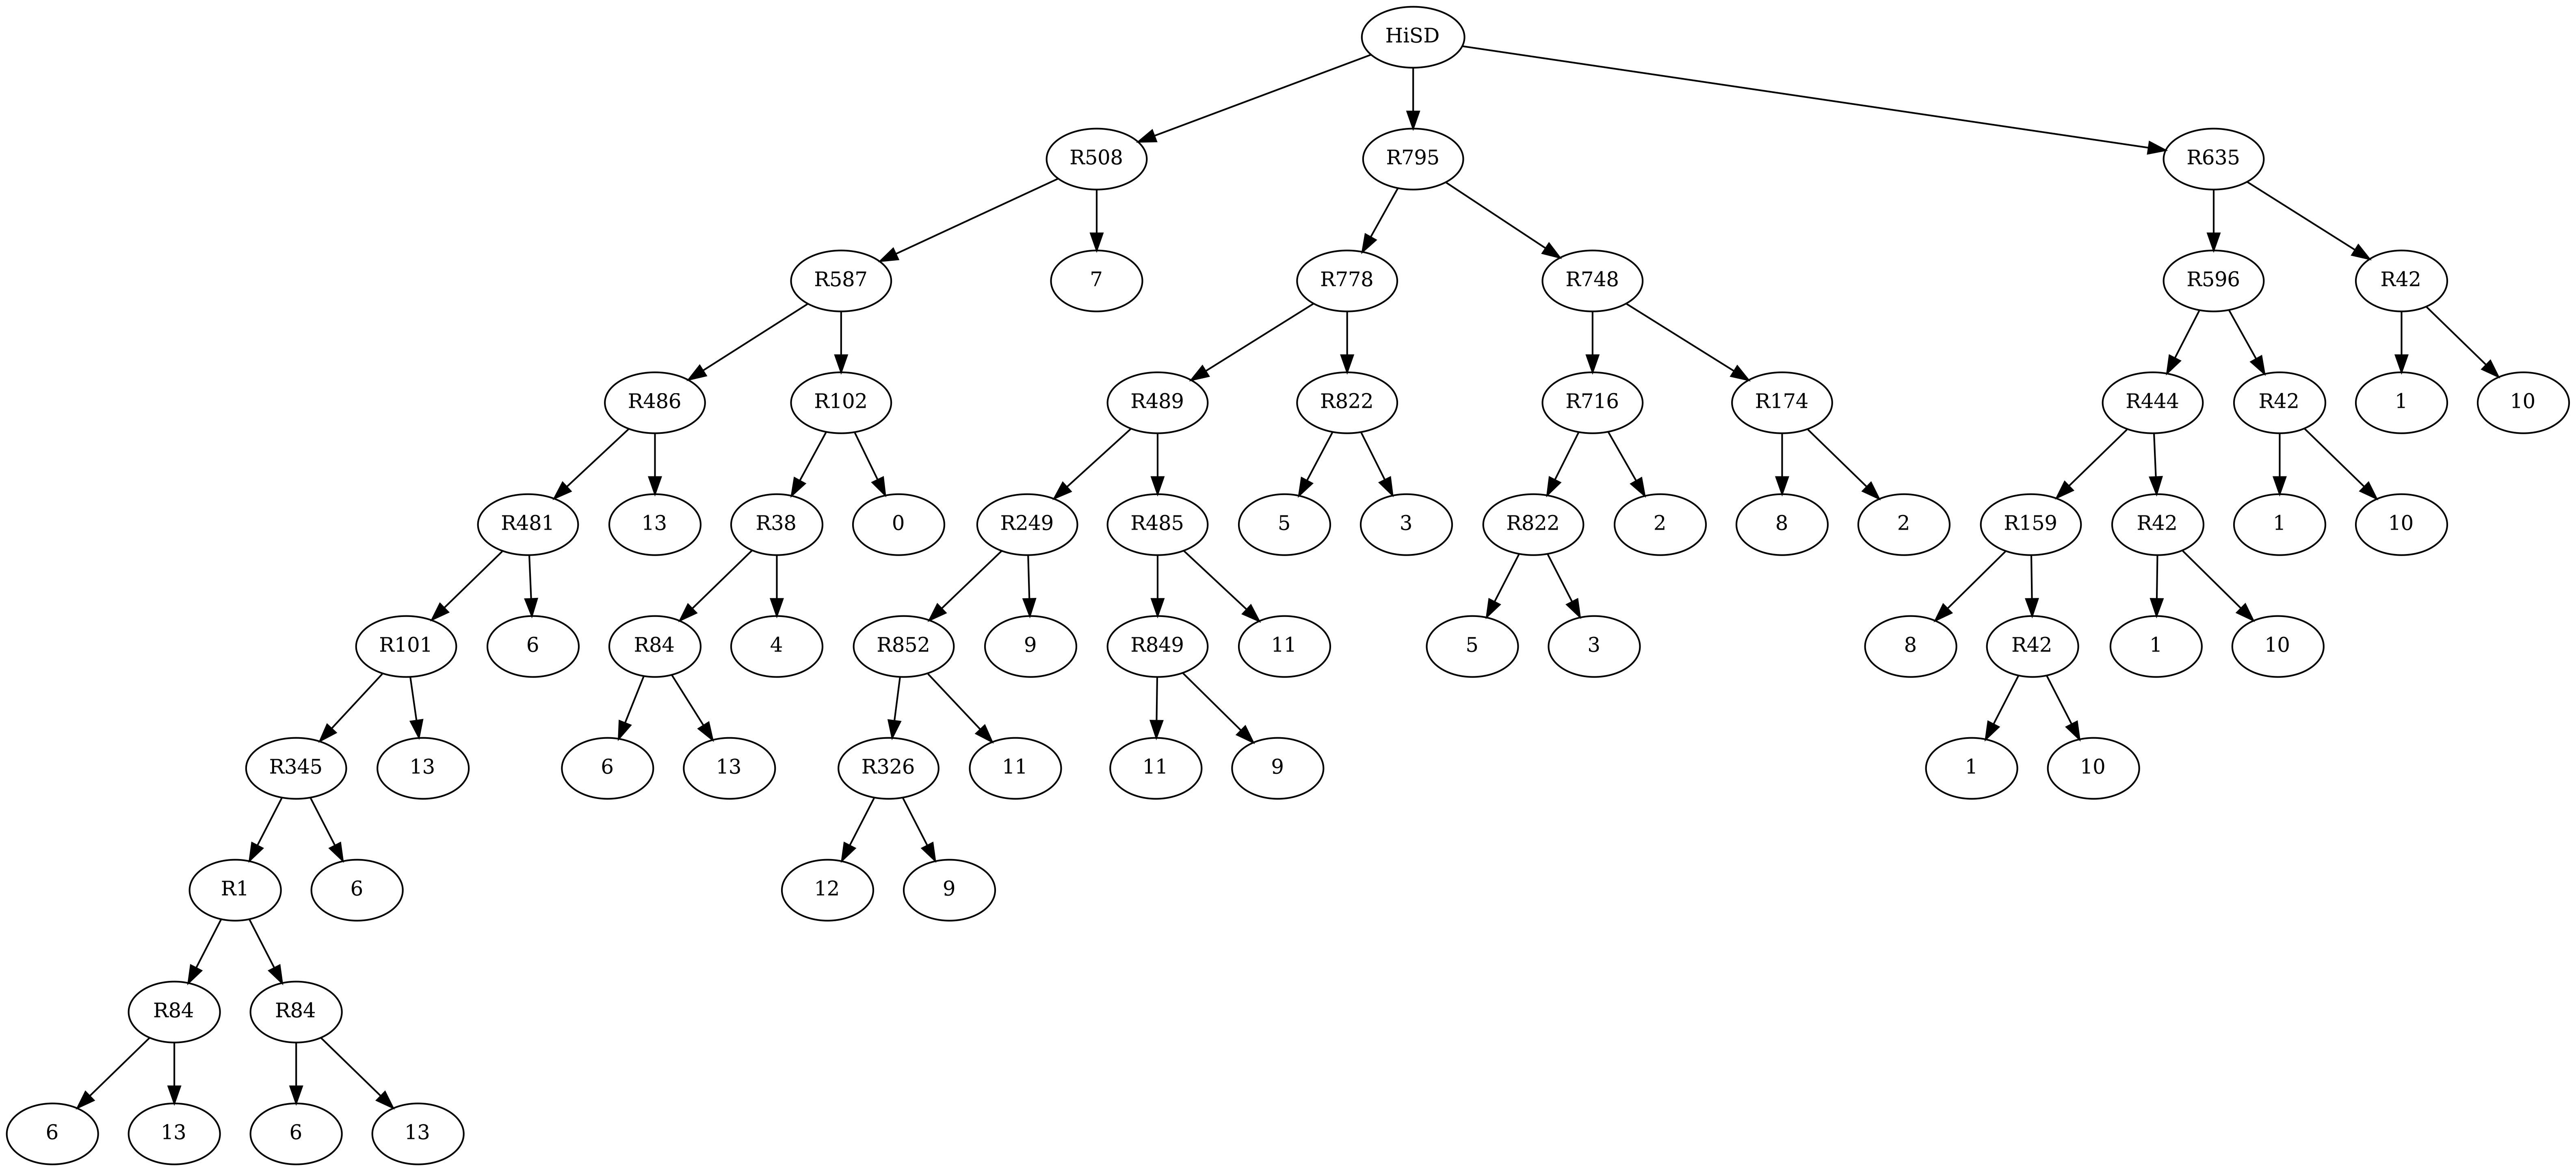 HiSD
R508 R795 R635
R587 7 R778 R748 R596 R42
R486 R102 R489 R822 R716 R174 R444 R42 1 10
R481 13 R38 0 R249 R485 5 3 R822 2 8 2 R159 R42 1 10
R101 6 R84 4 R852 9 R849 11 5 3 8 R42 1 10
R345 13 6 13 R326 11 11 9 1 10
R1 6 12 9
R84 R84
6 13 6 13